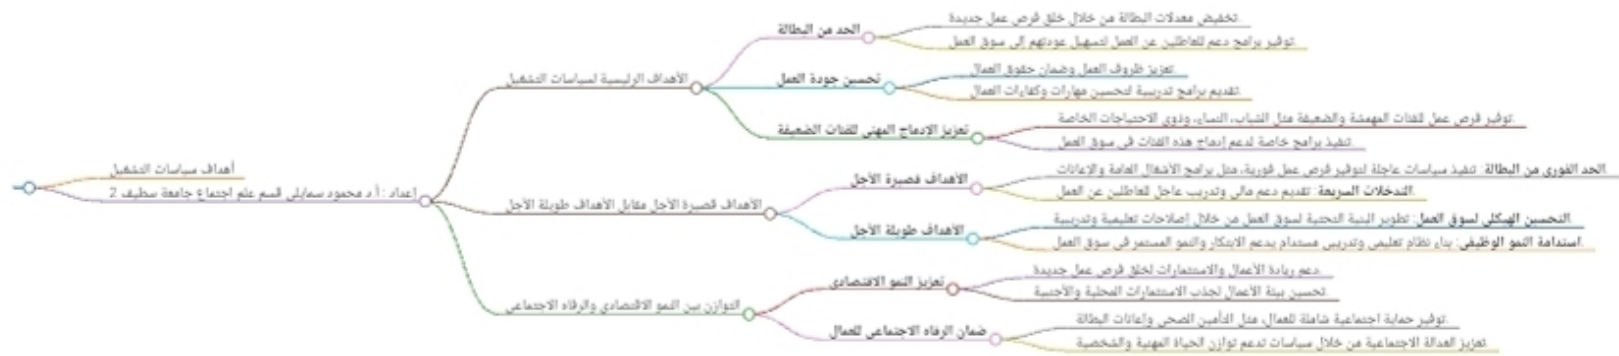 أهداف سياسات التشغيل
إعداد : أ.د محمود سمايلي قسم علم اجتماع جامعة سطيف 2
الأهداف الرئيسية لسياسات التشغيل
الحد من البطالة
تخفيض معدلات البطالة من خلال خلق فرص عمل جديدة.
توفير برامج دعم للعاطلين عن العمل لتسهيل عودتهم إلى سوق العمل.
تحسين جودة العمل
تعزيز ظروف العمل وضمان حقوق العمال.
تقديم برامج تدريبية لتحسين مهارات وكفاءات العمال.
تعزيز الإدماج المهني للفئات الضعيفة
توفير فرص عمل للفئات المهمشة والضعيفة مثل الشباب، النساء، وذوي الاحتياجات الخاصة.
تنفيذ برامج خاصة لدعم إدماج هذه الفئات في سوق العمل.
الأهداف قصيرة الأجل مقابل الأهداف طويلة الأجل
الأهداف قصيرة الأجل
الحد الفوري من البطالة: تنفيذ سياسات عاجلة لتوفير فرص عمل فورية، مثل برامج الأشغال العامة والإعانات.
التدخلات السريعة: تقديم دعم مالي وتدريب عاجل للعاطلين عن العمل.
الأهداف طويلة الأجل
التحسين الهيكلي لسوق العمل: تطوير البنية التحتية لسوق العمل من خلال إصلاحات تعليمية وتدريبية.
استدامة النمو الوظيفي: بناء نظام تعليمي وتدريبي مستدام يدعم الابتكار والنمو المستمر في سوق العمل.
التوازن بين النمو الاقتصادي والرفاه الاجتماعي
تعزيز النمو الاقتصادي
دعم ريادة الأعمال والاستثمارات لخلق فرص عمل جديدة.
تحسين بيئة الأعمال لجذب الاستثمارات المحلية والأجنبية.
ضمان الرفاه الاجتماعي للعمال
توفير حماية اجتماعية شاملة للعمال، مثل التأمين الصحي وإعانات البطالة.
تعزيز العدالة الاجتماعية من خلال سياسات تدعم توازن الحياة المهنية والشخصية.